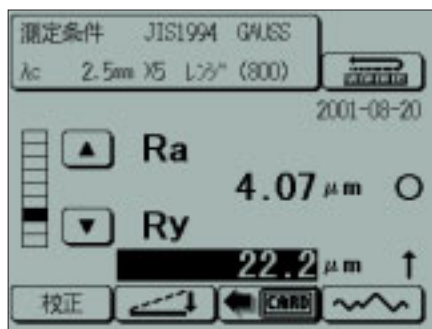 測定条件 JIS1994 GAUSS
λc 2.5mm X5 レンジ (800)
2001-08-20
Ra
4.07 μm ○
Ry
22.2 μm ↑
校正 CARD